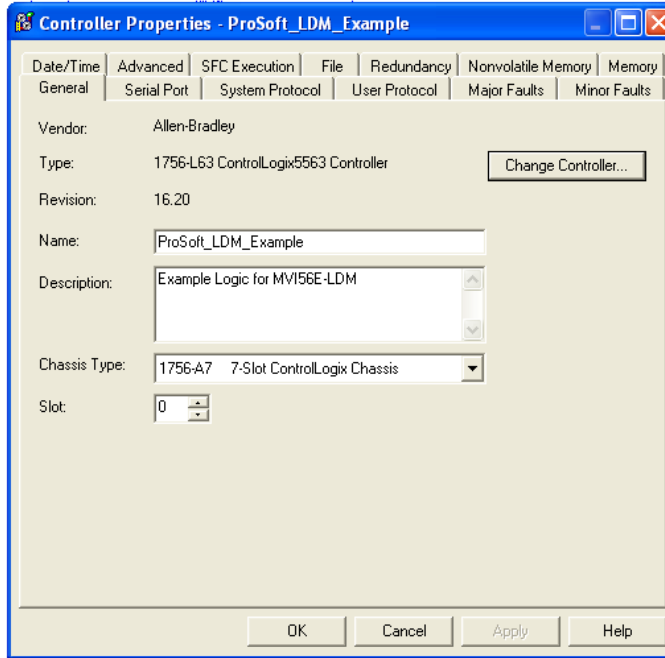 Controller Properties - ProSoft_LDM_Example
Date/Time Advanced SFC Execution File Redundancy Nonvolatile Memory Memory
General Serial Port System Protocol User Protocol Major Faults Minor Faults
Vendor: Allen-Bradley
Type: 1756-L63 ControlLogix5563 Controller Change Controller...
Revision: 16.20
Name: ProSoft_LDM_Example
Description: Example Logic for MVI56E-LDM
Chassis Type: 1756-A7 7-Slot ControlLogix Chassis
Slot: 0
OK Cancel Apply Help